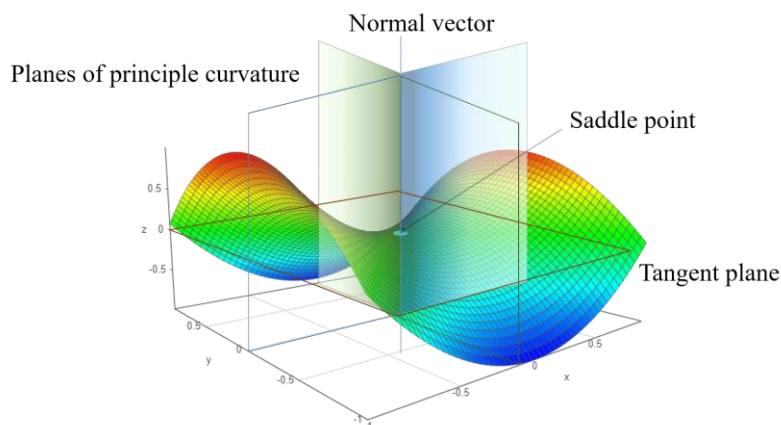 Normal vector
Planes of principle curvature
Saddle point
0.5
z 0
-0.5
Tangent plane
0.5
0
y
-0.5
-1
-1
-0.5
0
x
0.5